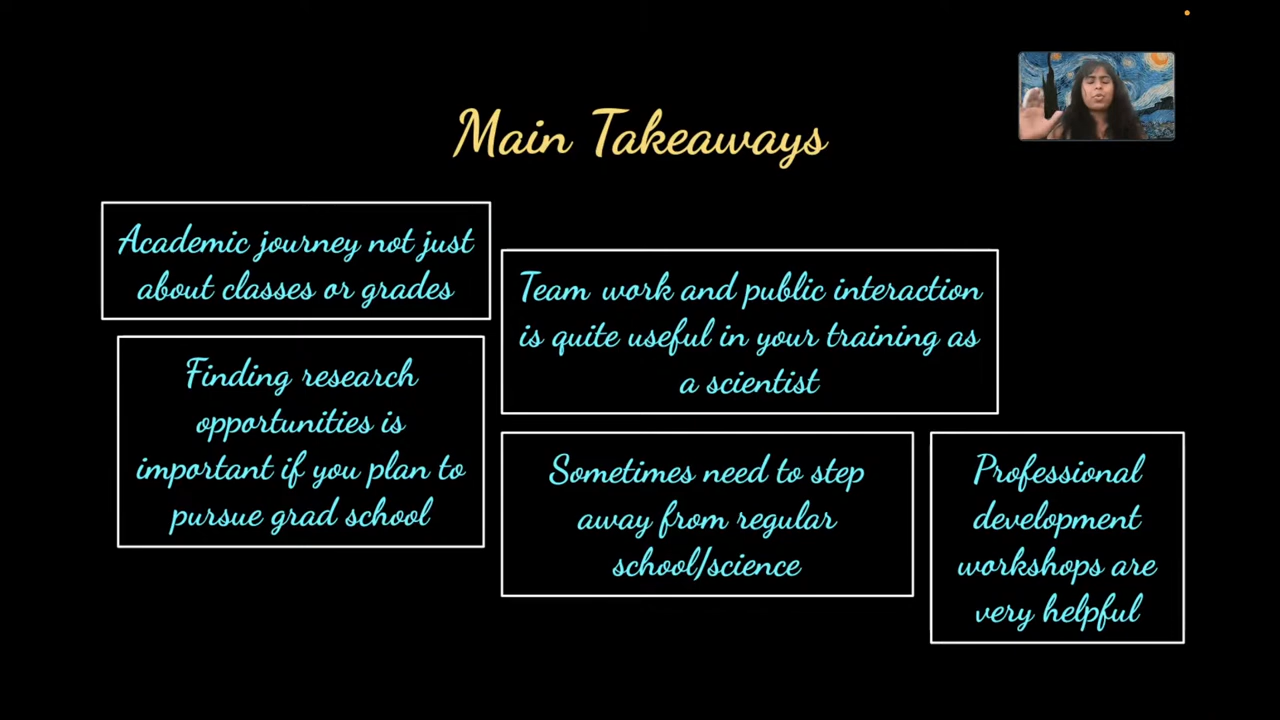 Main Takeaways
Academic journey not just
about classes or grades
Finding research
opportunities is
important if you plan to
pursue grad school
Team work and public interaction
is quite useful in your training as
a scientist
Sometimes need to step
away from regular
school/science
Professional
development
workshops are
very helpful